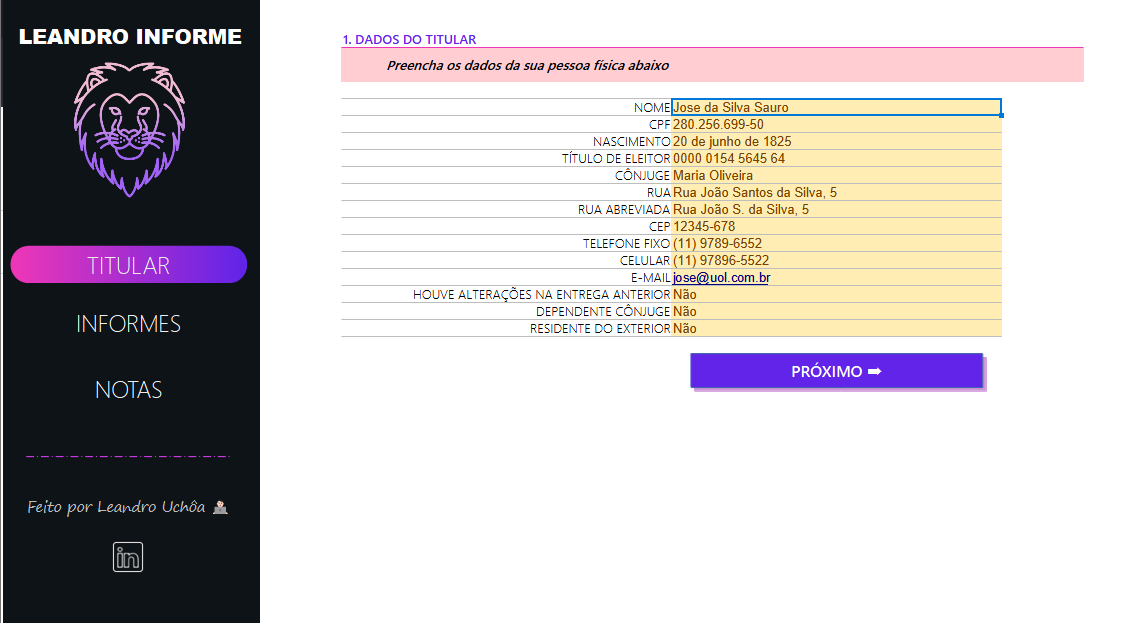 LEANDRO INFORME
TITULAR
INFORMES
NOTAS
Feito por Leandro Uchôa
in
1. DADOS DO TITULAR
Preencha os dados da sua pessoa física abaixo
NOME Jose da Silva Sauro
CPF 280.256.699-50
NASCIMENTO 20 de junho de 1825
TÍTULO DE ELEITOR 0000 0154 5645 64
CÔNJUGE Maria Oliveira
RUA Rua João Santos da Silva, 5
RUA ABREVIADA Rua João S. da Silva, 5
CEP 12345-678
TELEFONE FIXO (11) 9789-6552
CELULAR (11) 97896-5522
E-MAIL jose@uol.com.br
HOUVE ALTERAÇÕES NA ENTREGA ANTERIOR Não
DEPENDENTE CÔNJUGE Não
RESIDENTE DO EXTERIOR Não
PRÓXIMO ➡